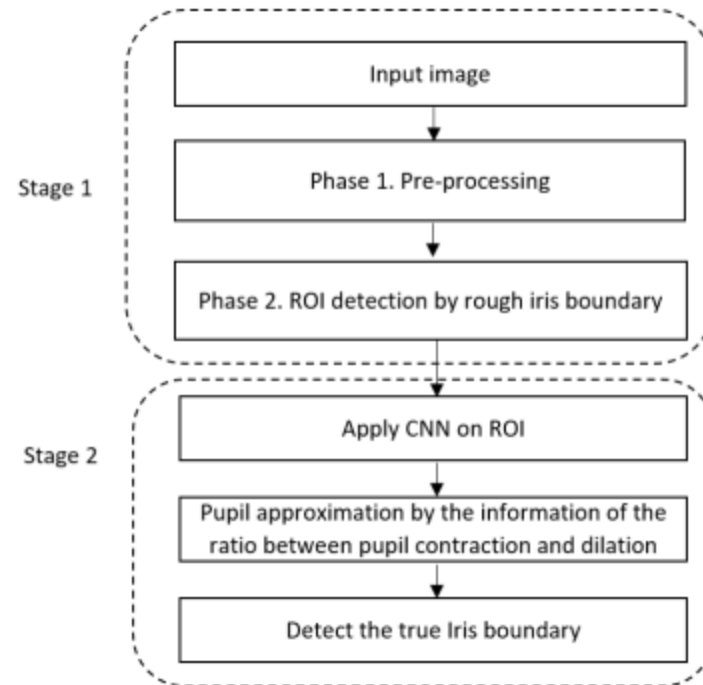 Input image
Stage 1
Phase 1. Pre-processing
Phase 2. ROI detection by rough iris boundary
Apply CNN on ROI
Stage 2
Pupil approximation by the information of the
ratio between pupil contraction and dilation
Detect the true Iris boundary